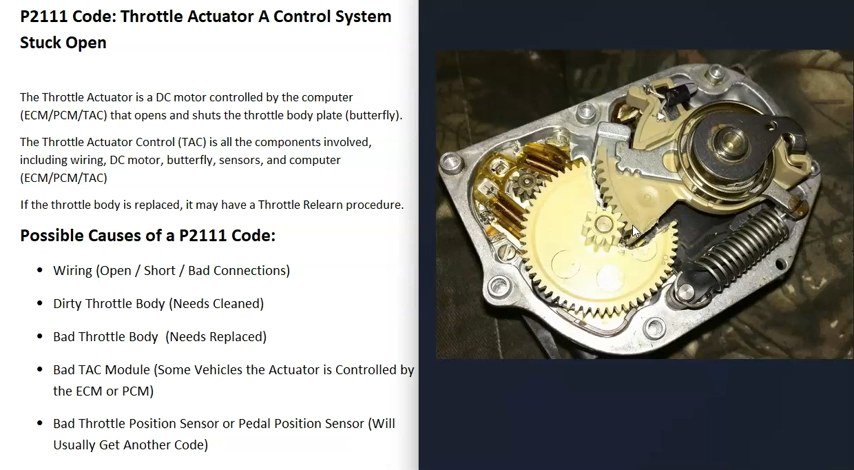 P2111 Code: Throttle Actuator A Control System
Stuck Open
The Throttle Actuator is a DC motor controlled by the computer
(ECM/PCM/TAC) that opens and shuts the throttle body plate (butterfly).
The Throttle Actuator Control (TAC) is all the components involved,
including wiring, DC motor, butterfly, sensors, and computer
(ECM/PCM/TAC)
If the throttle body is replaced, it may have a Throttle Relearn procedure.
Possible Causes of a P2111 Code:
• Wiring (Open / Short / Bad Connections)
• Dirty Throttle Body (Needs Cleaned)
• Bad Throttle Body (Needs Replaced)
• Bad TAC Module (Some Vehicles the Actuator is Controlled by
the ECM or PCM)
• Bad Throttle Position Sensor or Pedal Position Sensor (Will
Usually Get Another Code)